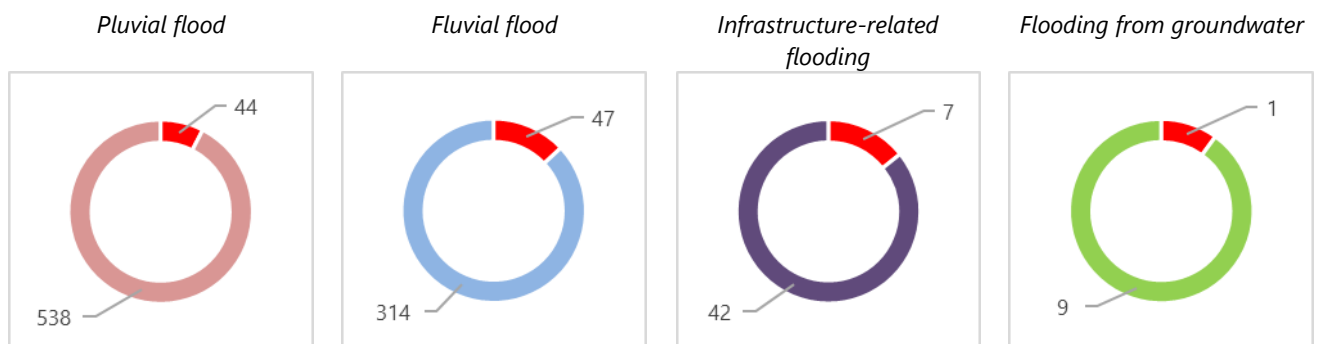 Pluvial flood
Fluvial flood
Infrastructure-related
flooding
Flooding from groundwater
44
538
47
314
7
42
1
9